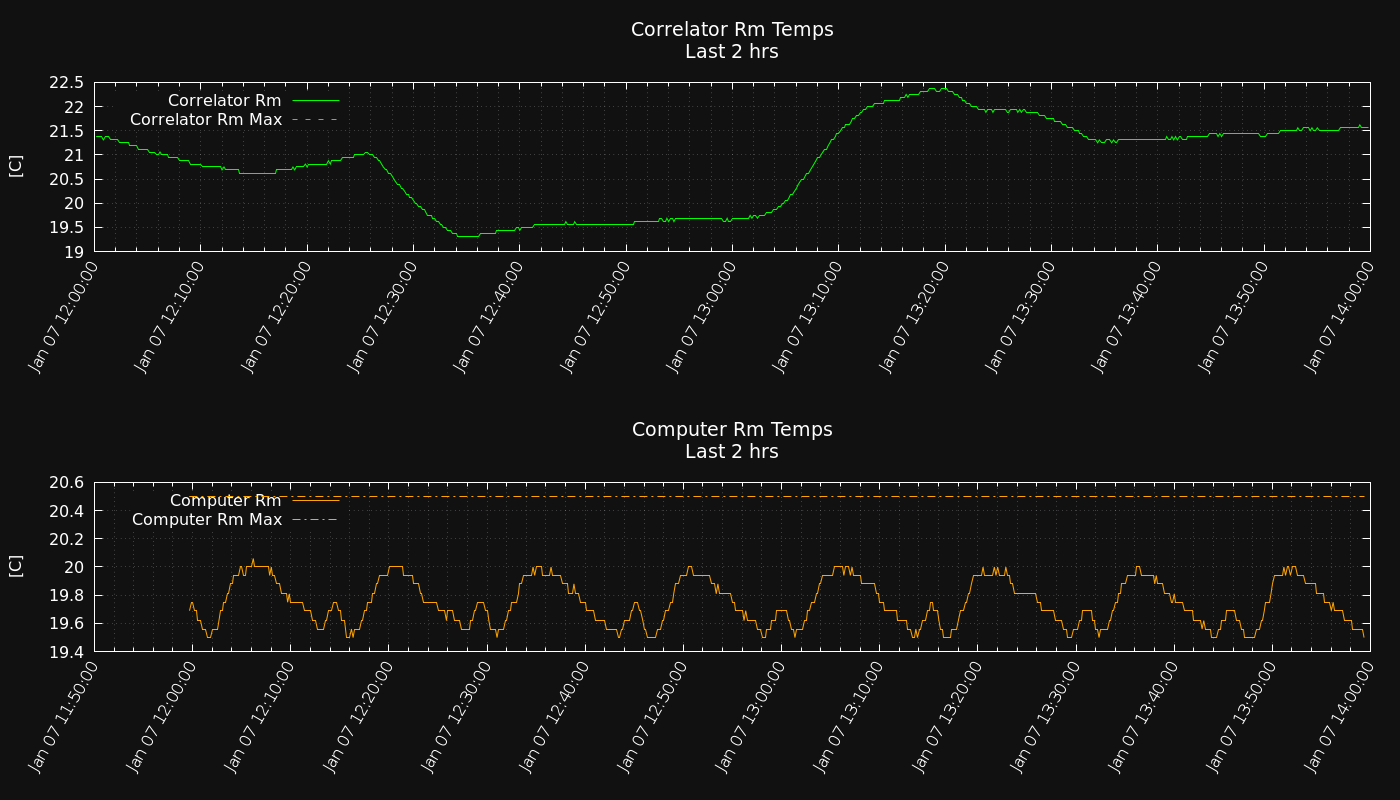 Correlator Rm Temps
Last 2 hrs
22.5
22
21.5
21
20.5
20
19.5
19
[C]
Correlator Rm
Correlator Rm Max
Jan 07 12:00:00
Jan 07 12:10:00
Jan 07 12:20:00
Jan 07 12:30:00
Jan 07 12:40:00
Jan 07 12:50:00
Jan 07 13:00:00
Jan 07 13:10:00
Jan 07 13:20:00
Jan 07 13:30:00
Jan 07 13:40:00
Jan 07 13:50:00
Jan 07 14:00:00
Computer Rm Temps
Last 2 hrs
20.6
20.4
20.2
20
19.8
19.6
19.4
[C]
Computer Rm
Computer Rm Max
Jan 07 11:50:00
Jan 07 12:00:00
Jan 07 12:10:00
Jan 07 12:20:00
Jan 07 12:30:00
Jan 07 12:40:00
Jan 07 12:50:00
Jan 07 13:00:00
Jan 07 13:10:00
Jan 07 13:20:00
Jan 07 13:30:00
Jan 07 13:40:00
Jan 07 13:50:00
Jan 07 14:00:00